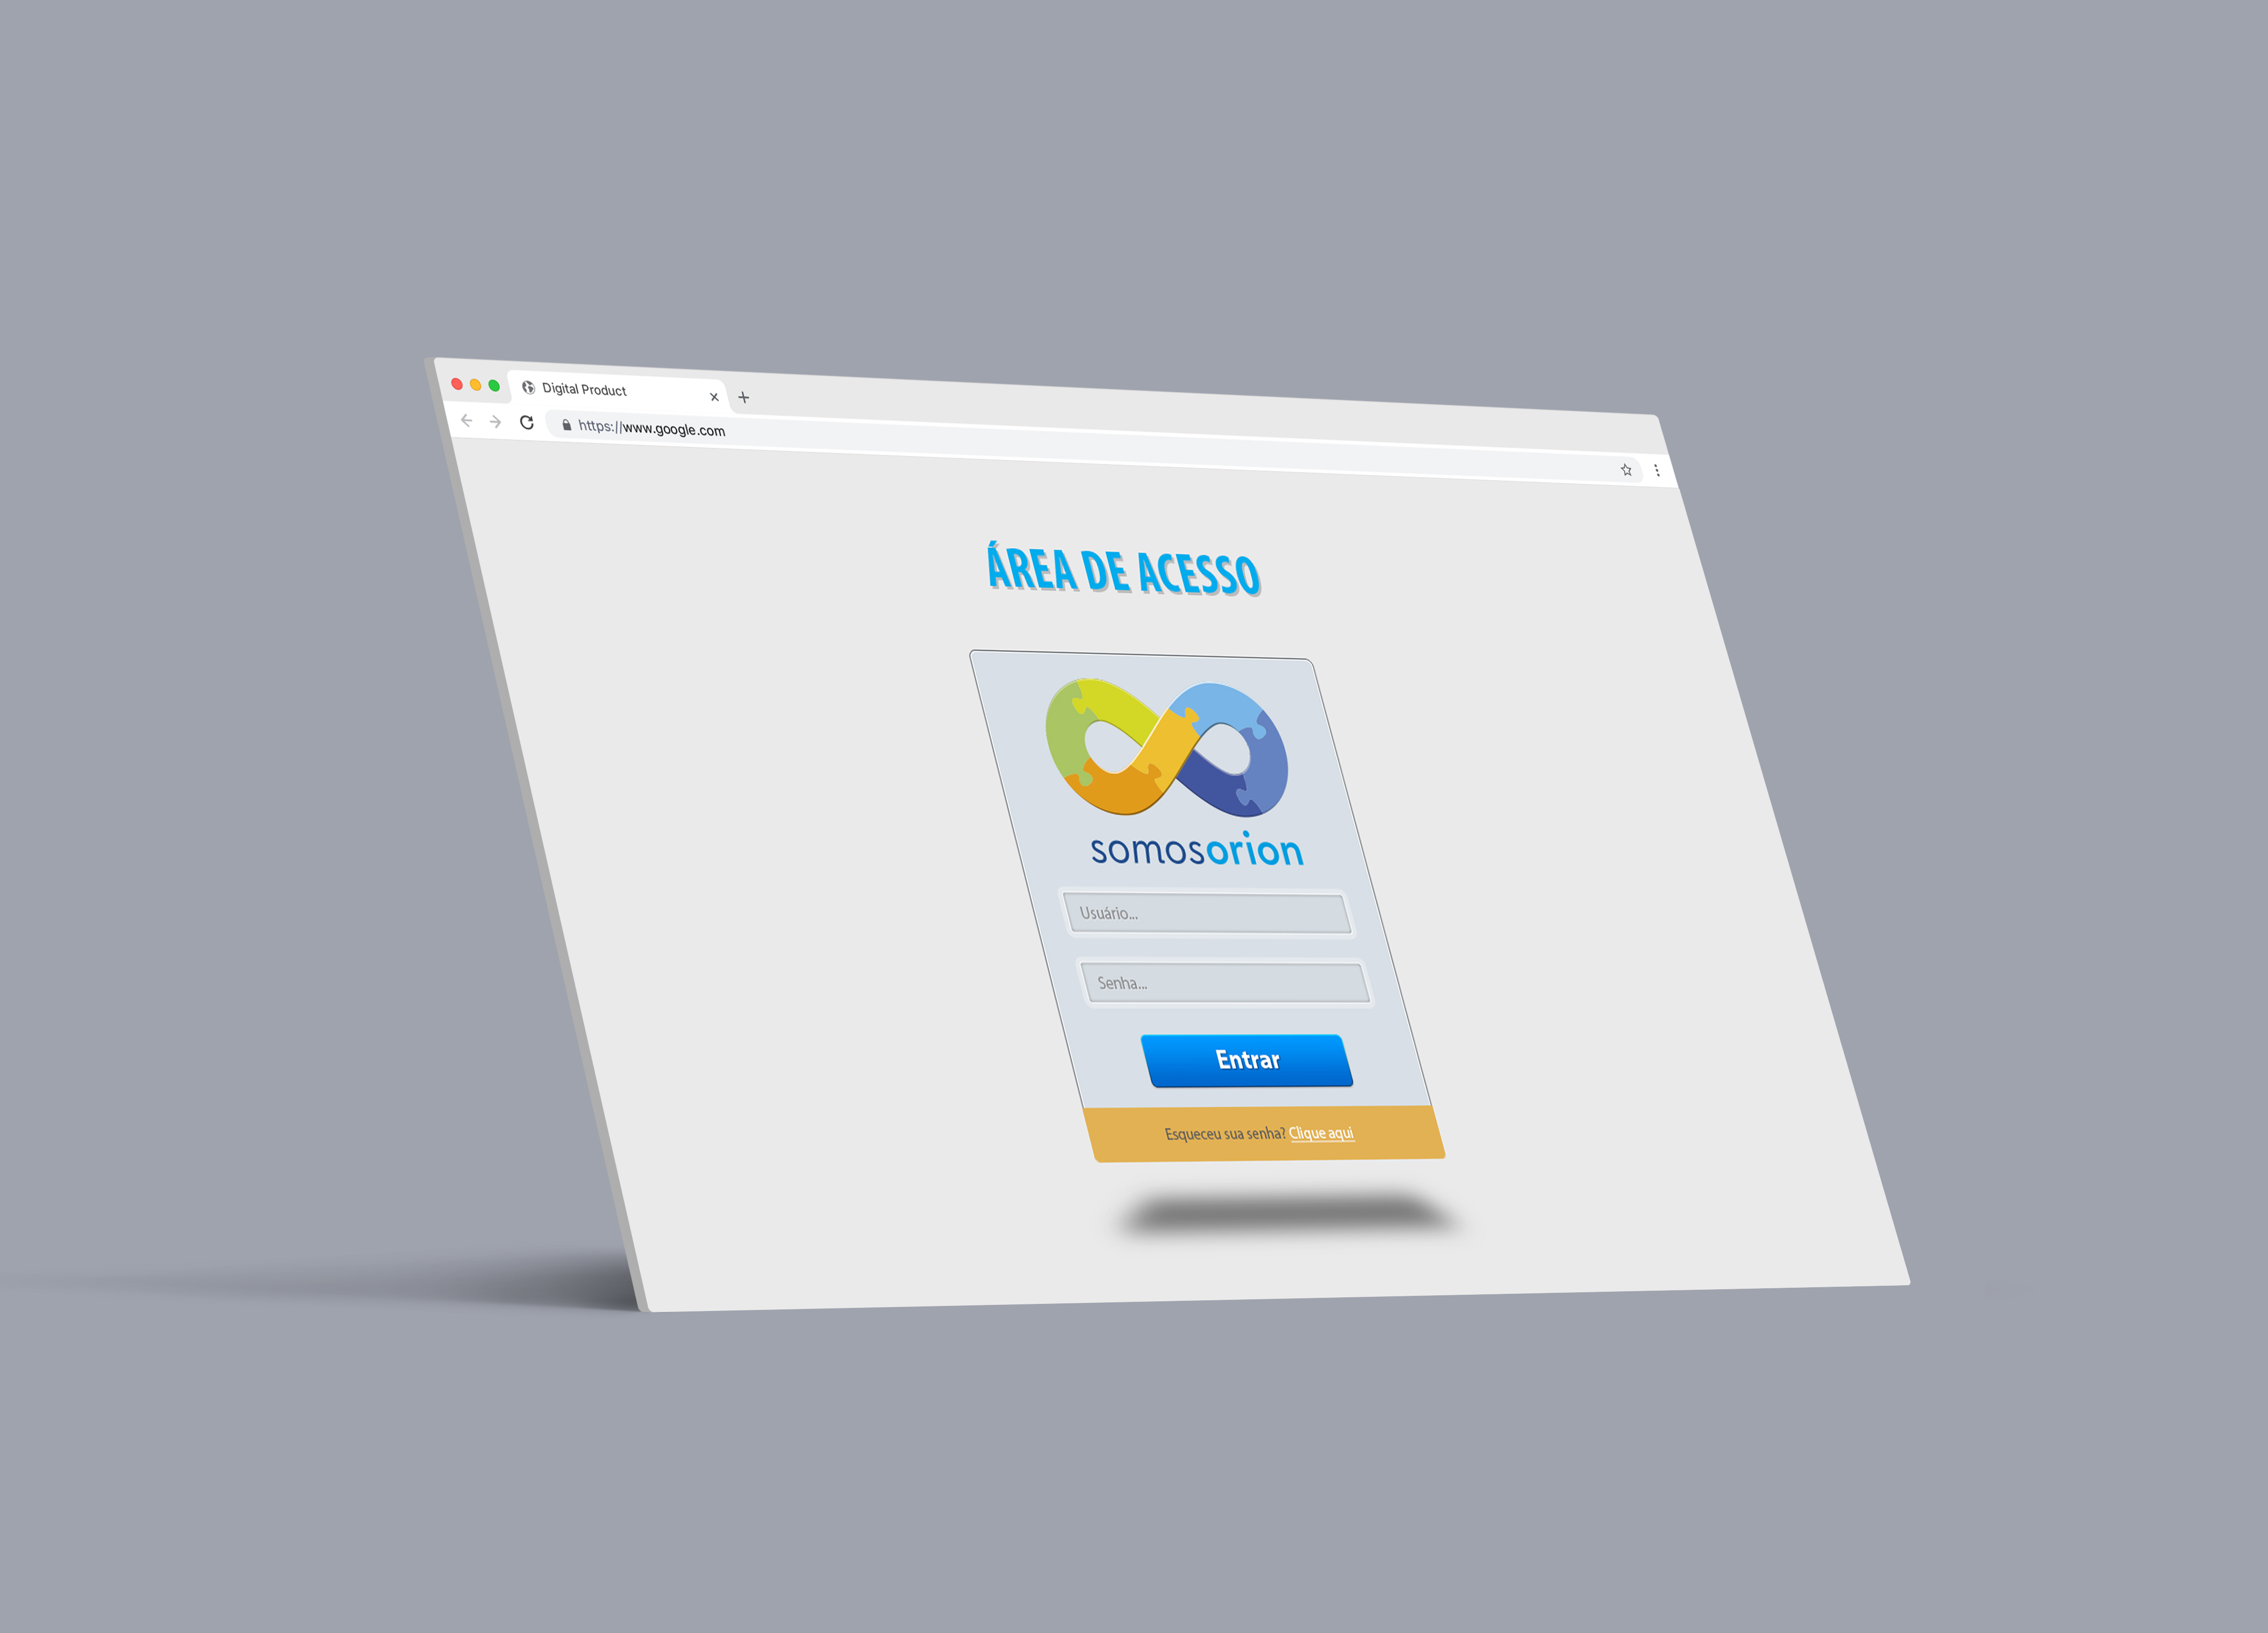 Digital Product
https://www.google.com
ÁREA DE ACESSO
somosorion
Usuário...
Senha...
Entrar
Esqueceu sua senha? Clique aqui